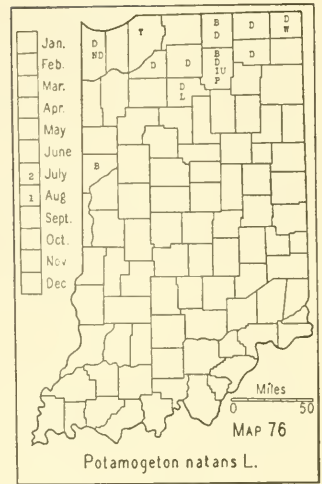 Jan.
Feb.
Mar.
Apr.
May
June
2 July
1 Aug
Sept.
Oct.
Nov
Dec
D
ND
T
B
D
D
D
W
D
D
B
D
IU
P
D
D
L
B
Miles
0 50
MAP 76
Potamogeton natans L.